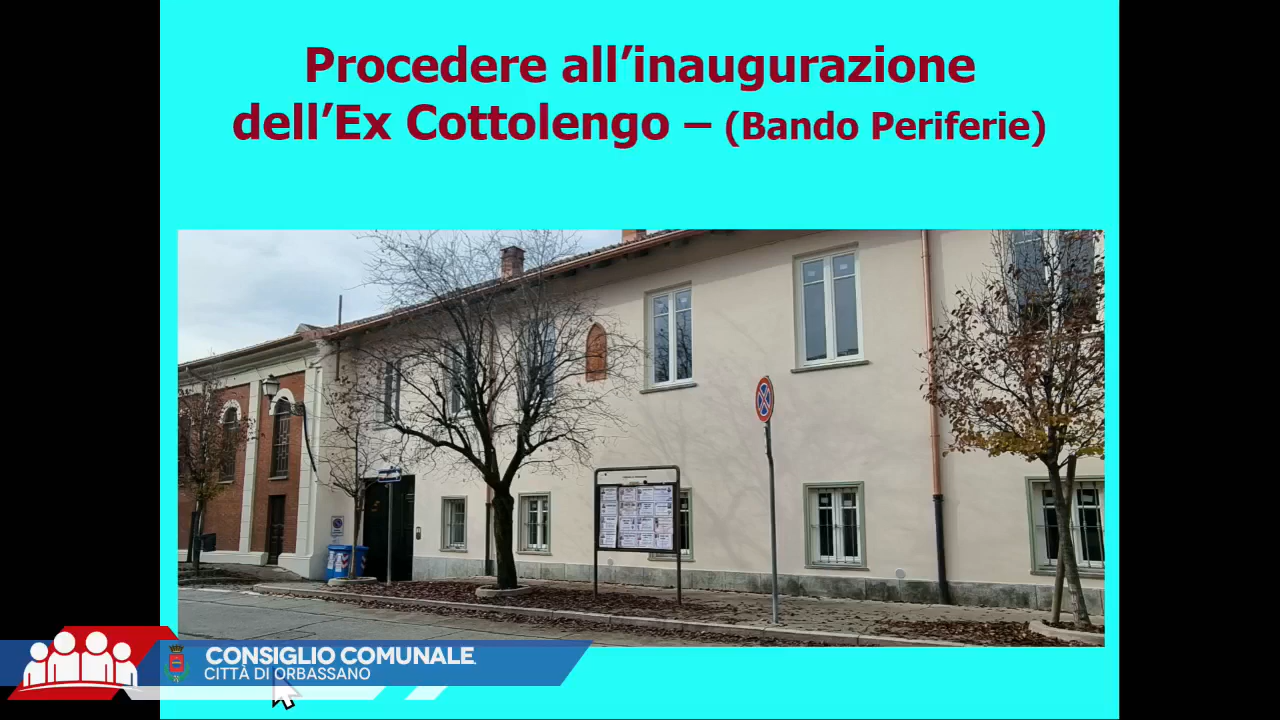 Procedere all’inaugurazione
dell’Ex Cottolengo – (Bando Periferie)
CONSIGLIO COMUNALE
CITTÀ DI ORBASSANO